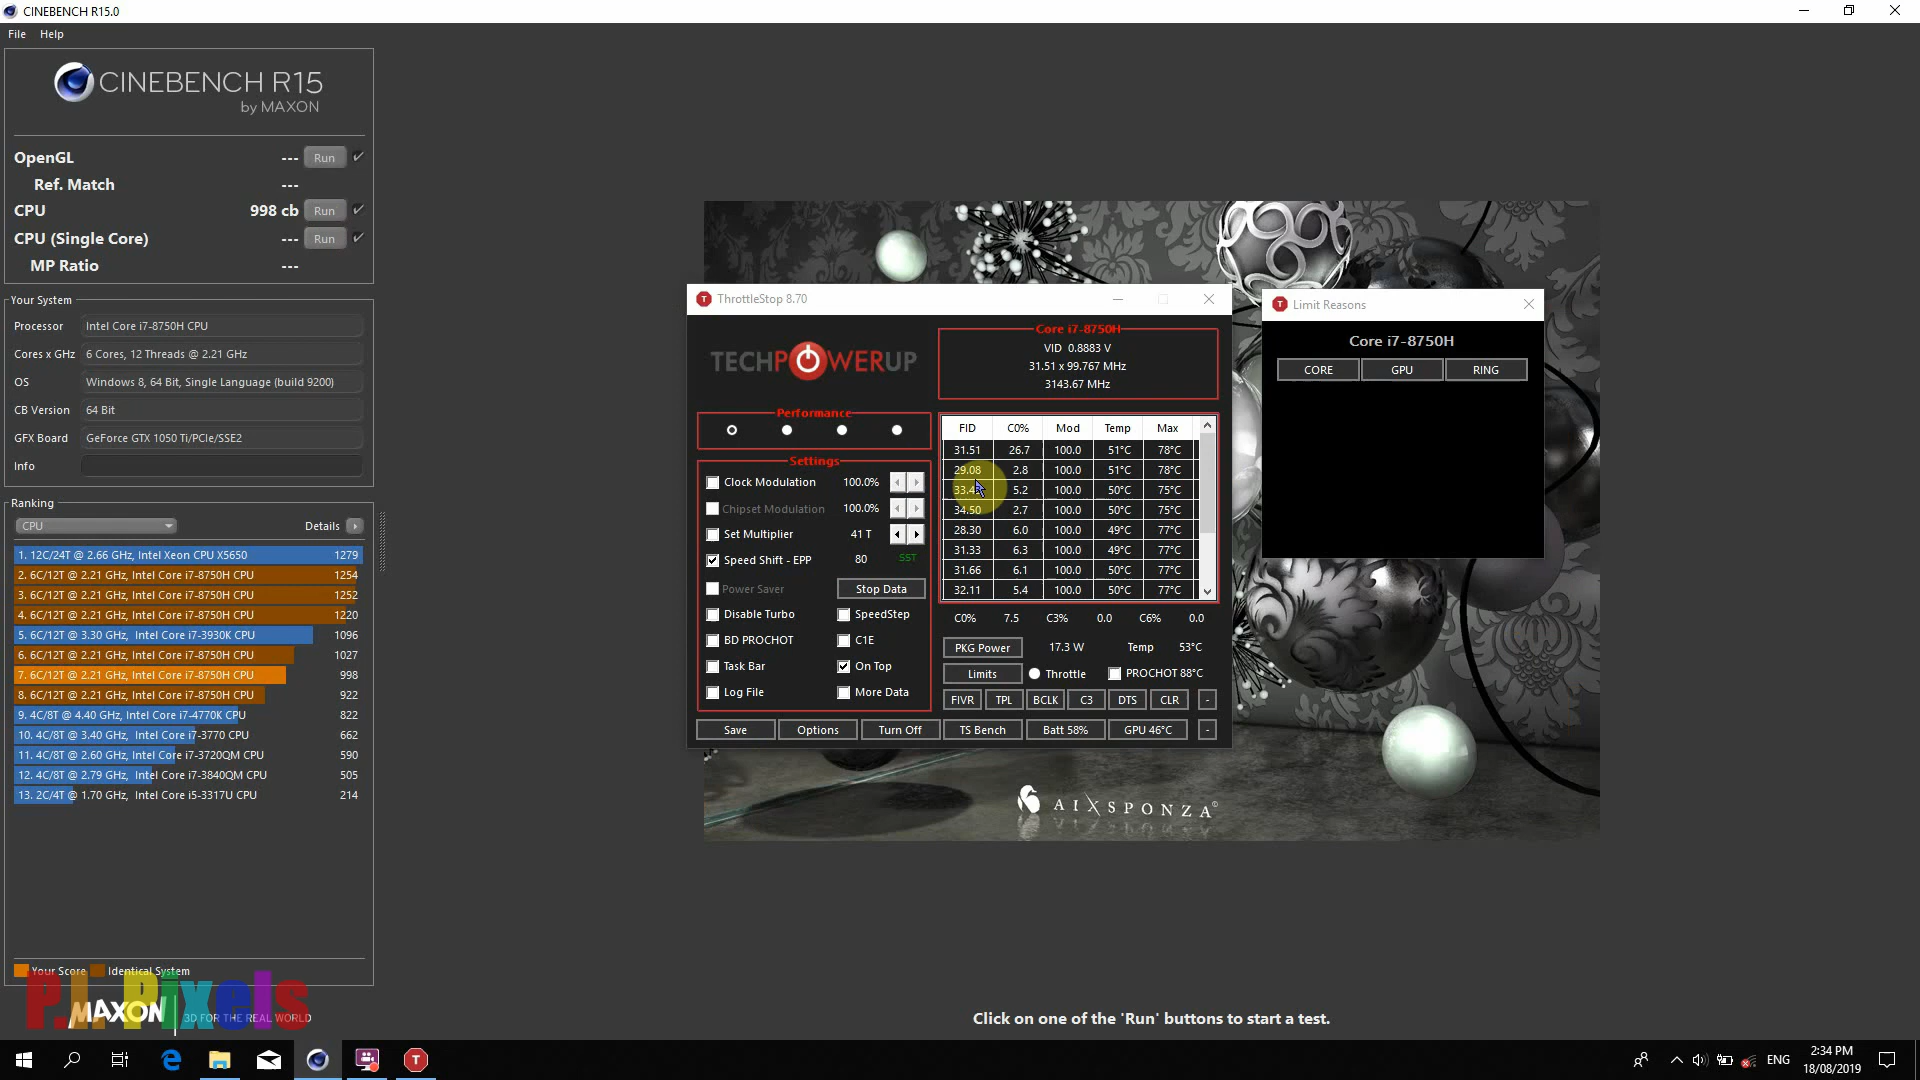 CINEBENCH R15.0
File Help
CINEBENCH R15
by MAXON
OpenGL --- Run
Ref. Match ---
CPU 998 cb Run
CPU (Single Core) --- Run
MP Ratio ---
Your System
Processor Intel Core i7-8750H CPU
Cores x GHz 6 Cores, 12 Threads @ 2.21 GHz
OS Windows 8, 64 Bit, Single Language (build 9200)
CB Version 64 Bit
GFX Board GeForce GTX 1050 Ti/PCIe/SSE2
Info
Ranking
CPU Details
1. 12C/24T @ 2.66 GHz, Intel Xeon CPU X5650 1279
2. 6C/12T @ 2.21 GHz, Intel Core i7-8750H CPU 1254
3. 6C/12T @ 2.21 GHz, Intel Core i7-8750H CPU 1252
4. 6C/12T @ 2.21 GHz, Intel Core i7-8750H CPU 1220
5. 6C/12T @ 3.30 GHz, Intel Core i7-3930K CPU 1096
6. 6C/12T @ 2.21 GHz, Intel Core i7-8750H CPU 1027
7. 6C/12T @ 2.21 GHz, Intel Core i7-8750H CPU 998
8. 6C/12T @ 2.21 GHz, Intel Core i7-8750H CPU 922
9. 4C/8T @ 4.40 GHz, Intel Core i7-4770K CPU 822
10. 4C/8T @ 3.40 GHz, Intel Core i7-3770 CPU 662
11. 4C/8T @ 2.60 GHz, Intel Core i7-3720QM CPU 590
12. 4C/8T @ 2.79 GHz, Intel Core i7-3840QM CPU 505
13. 2C/4T @ 1.70 GHz, Intel Core i5-3317U CPU 214
Your Score Identical System
P.I. Pixels
MAXON 3D FOR THE REAL WORLD
ThrottleStop 8.70
TECHPOWERUP
Core i7-8750H
VID 0.8883 V
31.51 x 99.767 MHz
3143.67 MHz
Performance
Settings
Clock Modulation 100.0%
Chipset Modulation 100.0%
Set Multiplier 41 T
Speed Shift - EPP 80 SST
Power Saver Stop Data
Disable Turbo SpeedStep
BD PROCHOT C1E
Task Bar On Top
Log File More Data
FID C0% Mod Temp Max
31.51 26.7 100.0 51°C 78°C
29.08 2.8 100.0 51°C 78°C
5.2 100.0 50°C 75°C
34.50 2.7 100.0 50°C 75°C
28.30 6.0 100.0 49°C 77°C
31.33 6.3 100.0 49°C 77°C
31.66 6.1 100.0 50°C 77°C
32.11 5.4 100.0 50°C 77°C
C0% 7.5 C3% 0.0 C6% 0.0
PKG Power 17.3 W Temp 53°C
Limits Throttle PROCHOT 88°C
FIVR TPL BCLK C3 DTS CLR -
Save Options Turn Off TS Bench Batt 58% GPU 46°C -
Limit Reasons
Core i7-8750H
CORE GPU RING
AIXSPONZA®
Click on one of the 'Run' buttons to start a test.
ENG
2:34 PM
18/08/2019